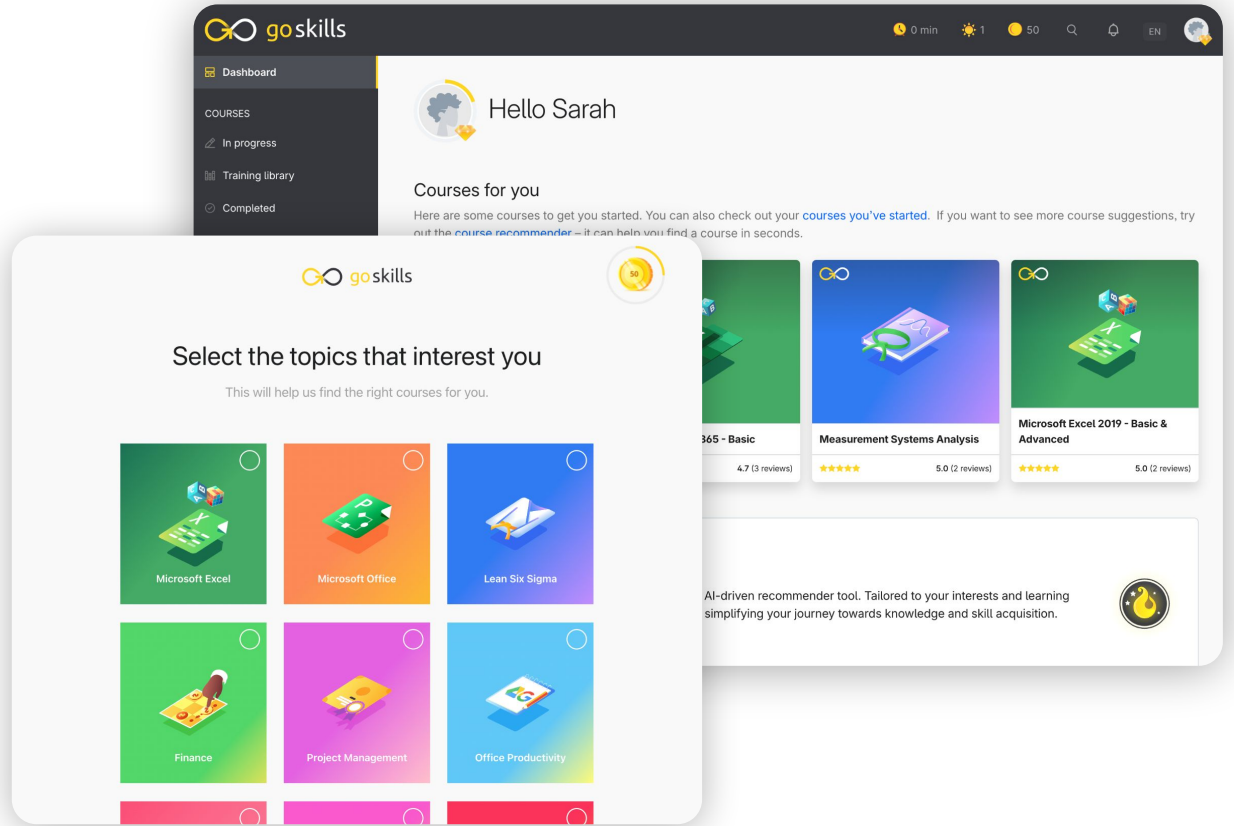 goskills
0 min
1
50
EN
Dashboard
COURSES
In progress
Training library
Completed
Hello Sarah
Courses for you
Here are some courses to get you started. You can also check out your courses you've started. If you want to see more course suggestions, try
out the course recommender – it can help you find a course in seconds.
365 - Basic
4.7 (3 reviews)
Measurement Systems Analysis
5.0 (2 reviews)
Microsoft Excel 2019 - Basic &
Advanced
5.0 (2 reviews)
AI-driven recommender tool. Tailored to your interests and learning
simplifying your journey towards knowledge and skill acquisition.
goskills
50
Select the topics that interest you
This will help us find the right courses for you.
Microsoft Excel
Microsoft Office
Lean Six Sigma
Finance
Project Management
Office Productivity